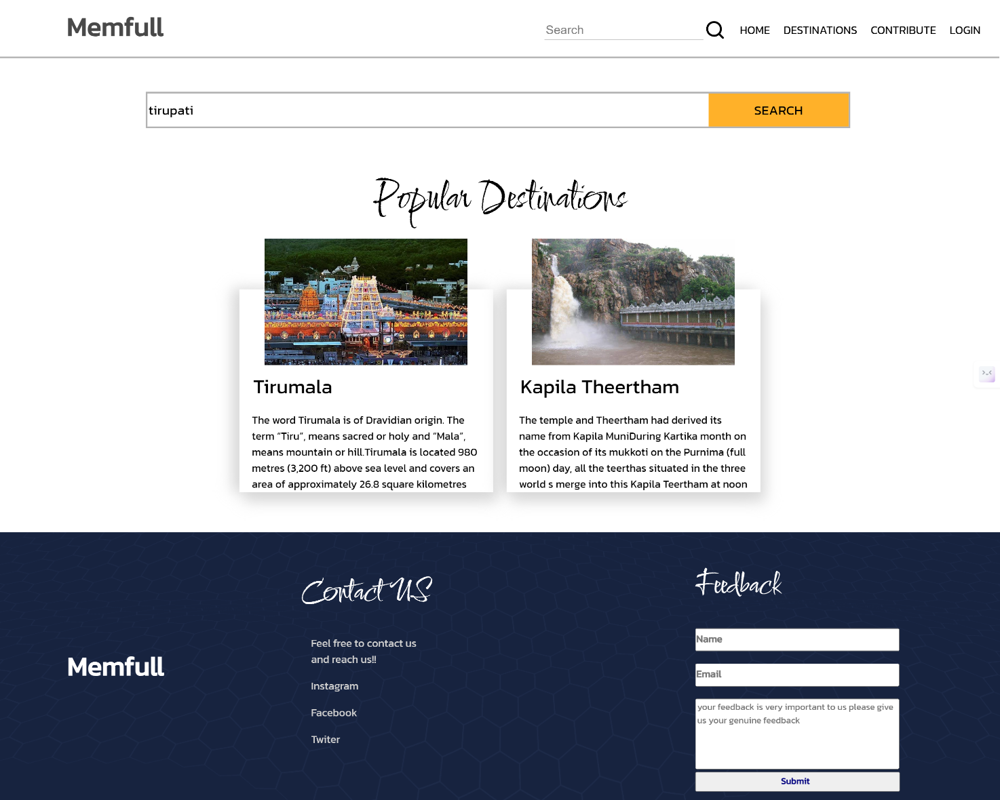 Memfull
Search
HOME
DESTINATIONS
CONTRIBUTE
LOGIN
tirupati
SEARCH
Popular Destinations
Tirumala
The word Tirumala is of Dravidian origin. The
term “Tiru”, means sacred or holy and “Mala”,
means mountain or hill.Tirumala is located 980
metres (3,200 ft) above sea level and covers an
area of approximately 26.8 square kilometres
Kapila Theertham
The temple and Theertham had derived its
name from Kapila MuniDuring Kartika month on
the occasion of its mukkoti on the Purnima (full
moon) day, all the teerthas situated in the three
world s merge into this Kapila Teertham at noon
Memfull
Contact US
Feel free to contact us
and reach us!!
Instagram
Facebook
Twiter
Feedback
Name
Email
your feedback is very important to us please give
us your genuine feedback
Submit